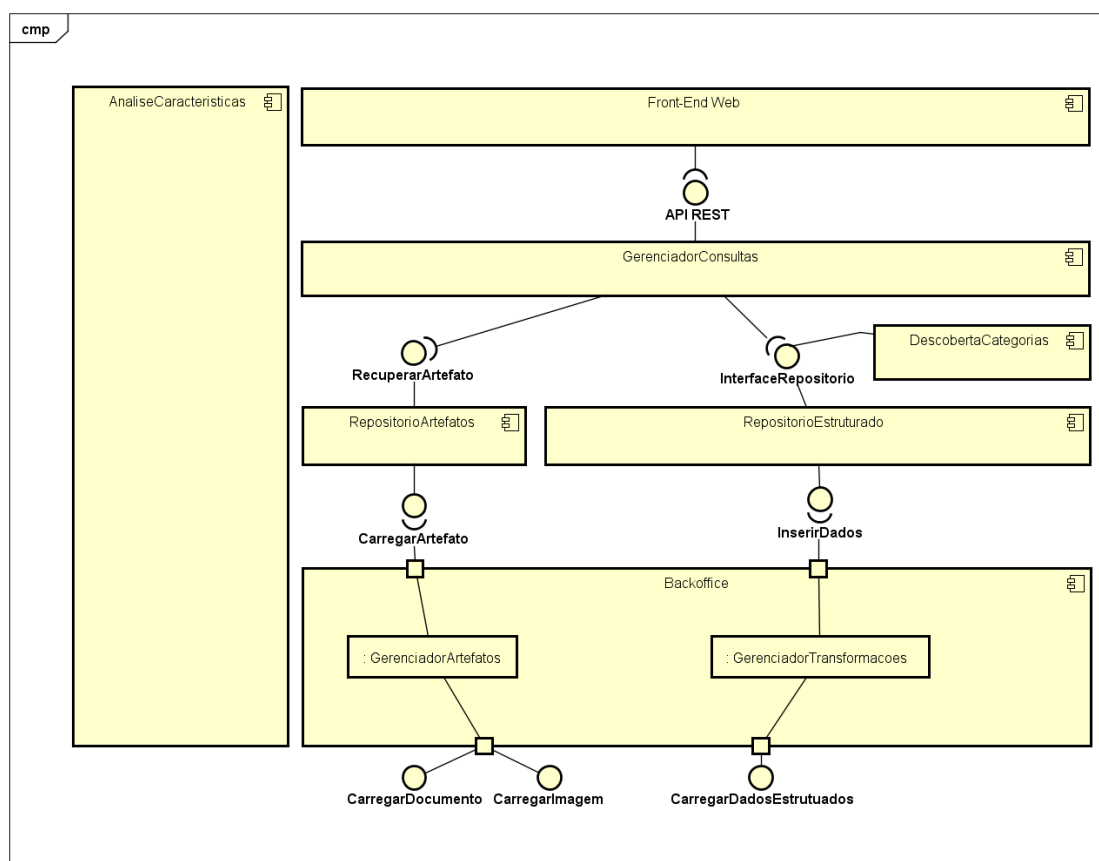 cmp
AnaliseCaracteristicas
Front-End Web
API REST
GerenciadorConsultas
DescobertaCategorias
RecuperarArtefato
InterfaceRepositorio
RepositorioArtefatos
RepositorioEstruturado
CarregarArtefato
InserirDados
Backoffice
: GerenciadorArtefatos
: GerenciadorTransformacoes
CarregarDocumento
CarregarImagem
CarregarDadosEstrutuados